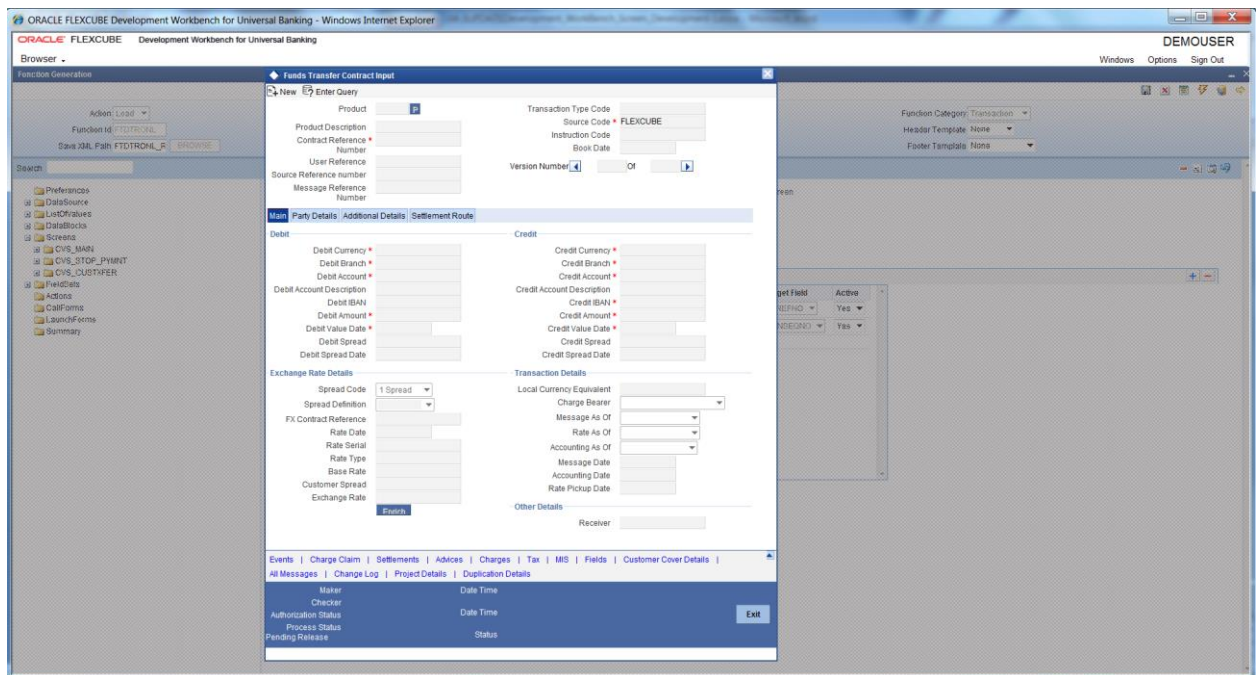 ORACLE FLEXCUBE Development Workbench for Universal Banking - Windows Internet Explorer
ORACLE FLEXCUBE Development Workbench for Universal Banking
DEMOUSER
Browser
Windows Options Sign Out
Function Generation
Action Load
Function Id FTDTRONL
Save XML Path FTDTRONL_R BROWSE
Function Category Transaction
Header Template None
Footer Template None
Search
Preferences
DataSource
ListOfValues
DataBlocks
Screens
CVS_MAIN
CVS_STOP_PYMNT
CVS_CUSTXFER
FieldSets
Actions
CallForms
LaunchForms
Summary
Funds Transfer Contract Input
New Enter Query
Product P
Product Description
Contract Reference *
Number
User Reference
Source Reference number
Message Reference
Number
Transaction Type Code
Source Code * FLEXCUBE
Instruction Code
Book Date
Version Number Of
Main Party Details Additional Details Settlement Route
Debit
Debit Currency *
Debit Branch *
Debit Account *
Debit Account Description
Debit IBAN
Debit Amount *
Debit Value Date *
Debit Spread
Debit Spread Date
Credit
Credit Currency *
Credit Branch *
Credit Account *
Credit Account Description
Credit IBAN *
Credit Amount *
Credit Value Date *
Credit Spread
Credit Spread Date
Exchange Rate Details
Spread Code 1 Spread
Spread Definition
FX Contract Reference
Rate Date
Rate Serial
Rate Type
Base Rate
Customer Spread
Exchange Rate
Enrich
Transaction Details
Local Currency Equivalent
Charge Bearer
Message As Of
Rate As Of
Accounting As Of
Message Date
Accounting Date
Rate Pickup Date
Other Details
Receiver
get Field Active
Yes
Yes
Events | Charge Claim | Settlements | Advices | Charges | Tax | MIS | Fields | Customer Cover Details |
All Messages | Change Log | Project Details | Duplication Details
Maker Date Time
Checker
Authorization Status Date Time
Process Status
Pending Release Status
Exit